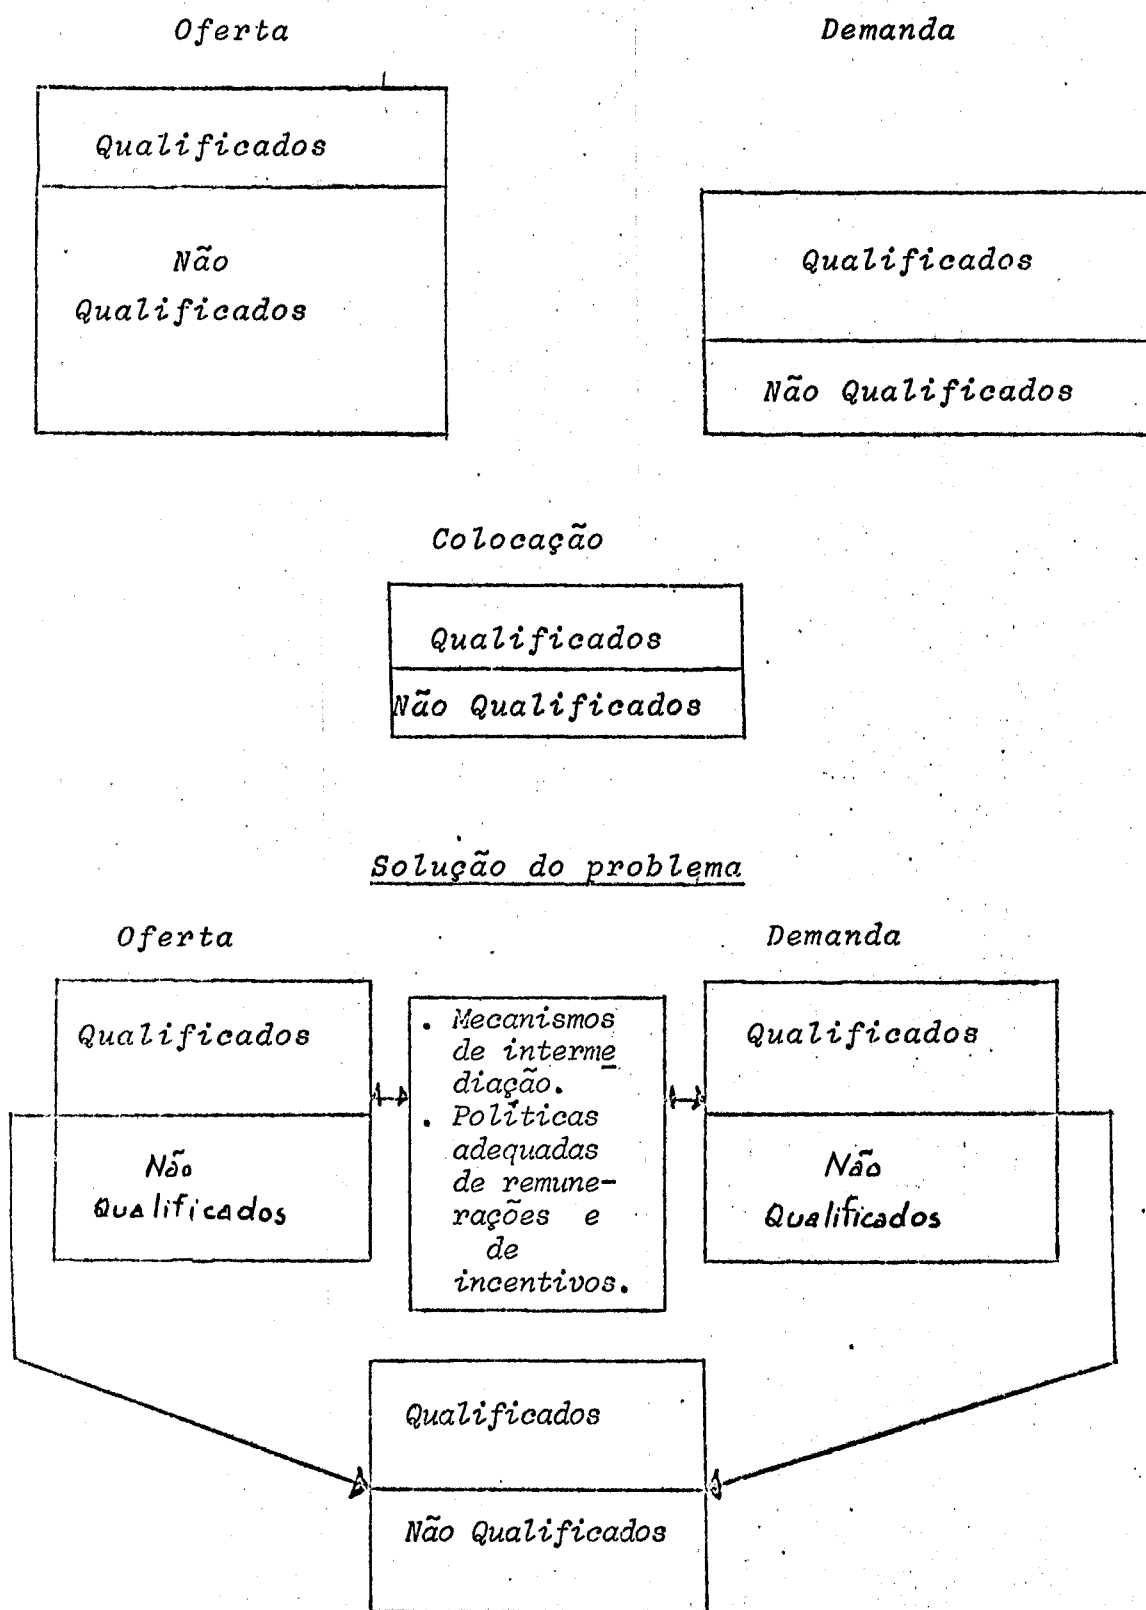 Oferta
Demanda
Qualificados
Não
Qualificados
Qualificados
Não Qualificados
Colocação
Qualificados
Não Qualificados
Solução do problema
Oferta
Demanda
Qualificados
Não
Qualificados
. Mecanismos
de interme
diação.
. Políticas
adequadas
de remune-
rações e
de
incentivos.
Qualificados
Não
Qualificados
Qualificados
Não Qualificados